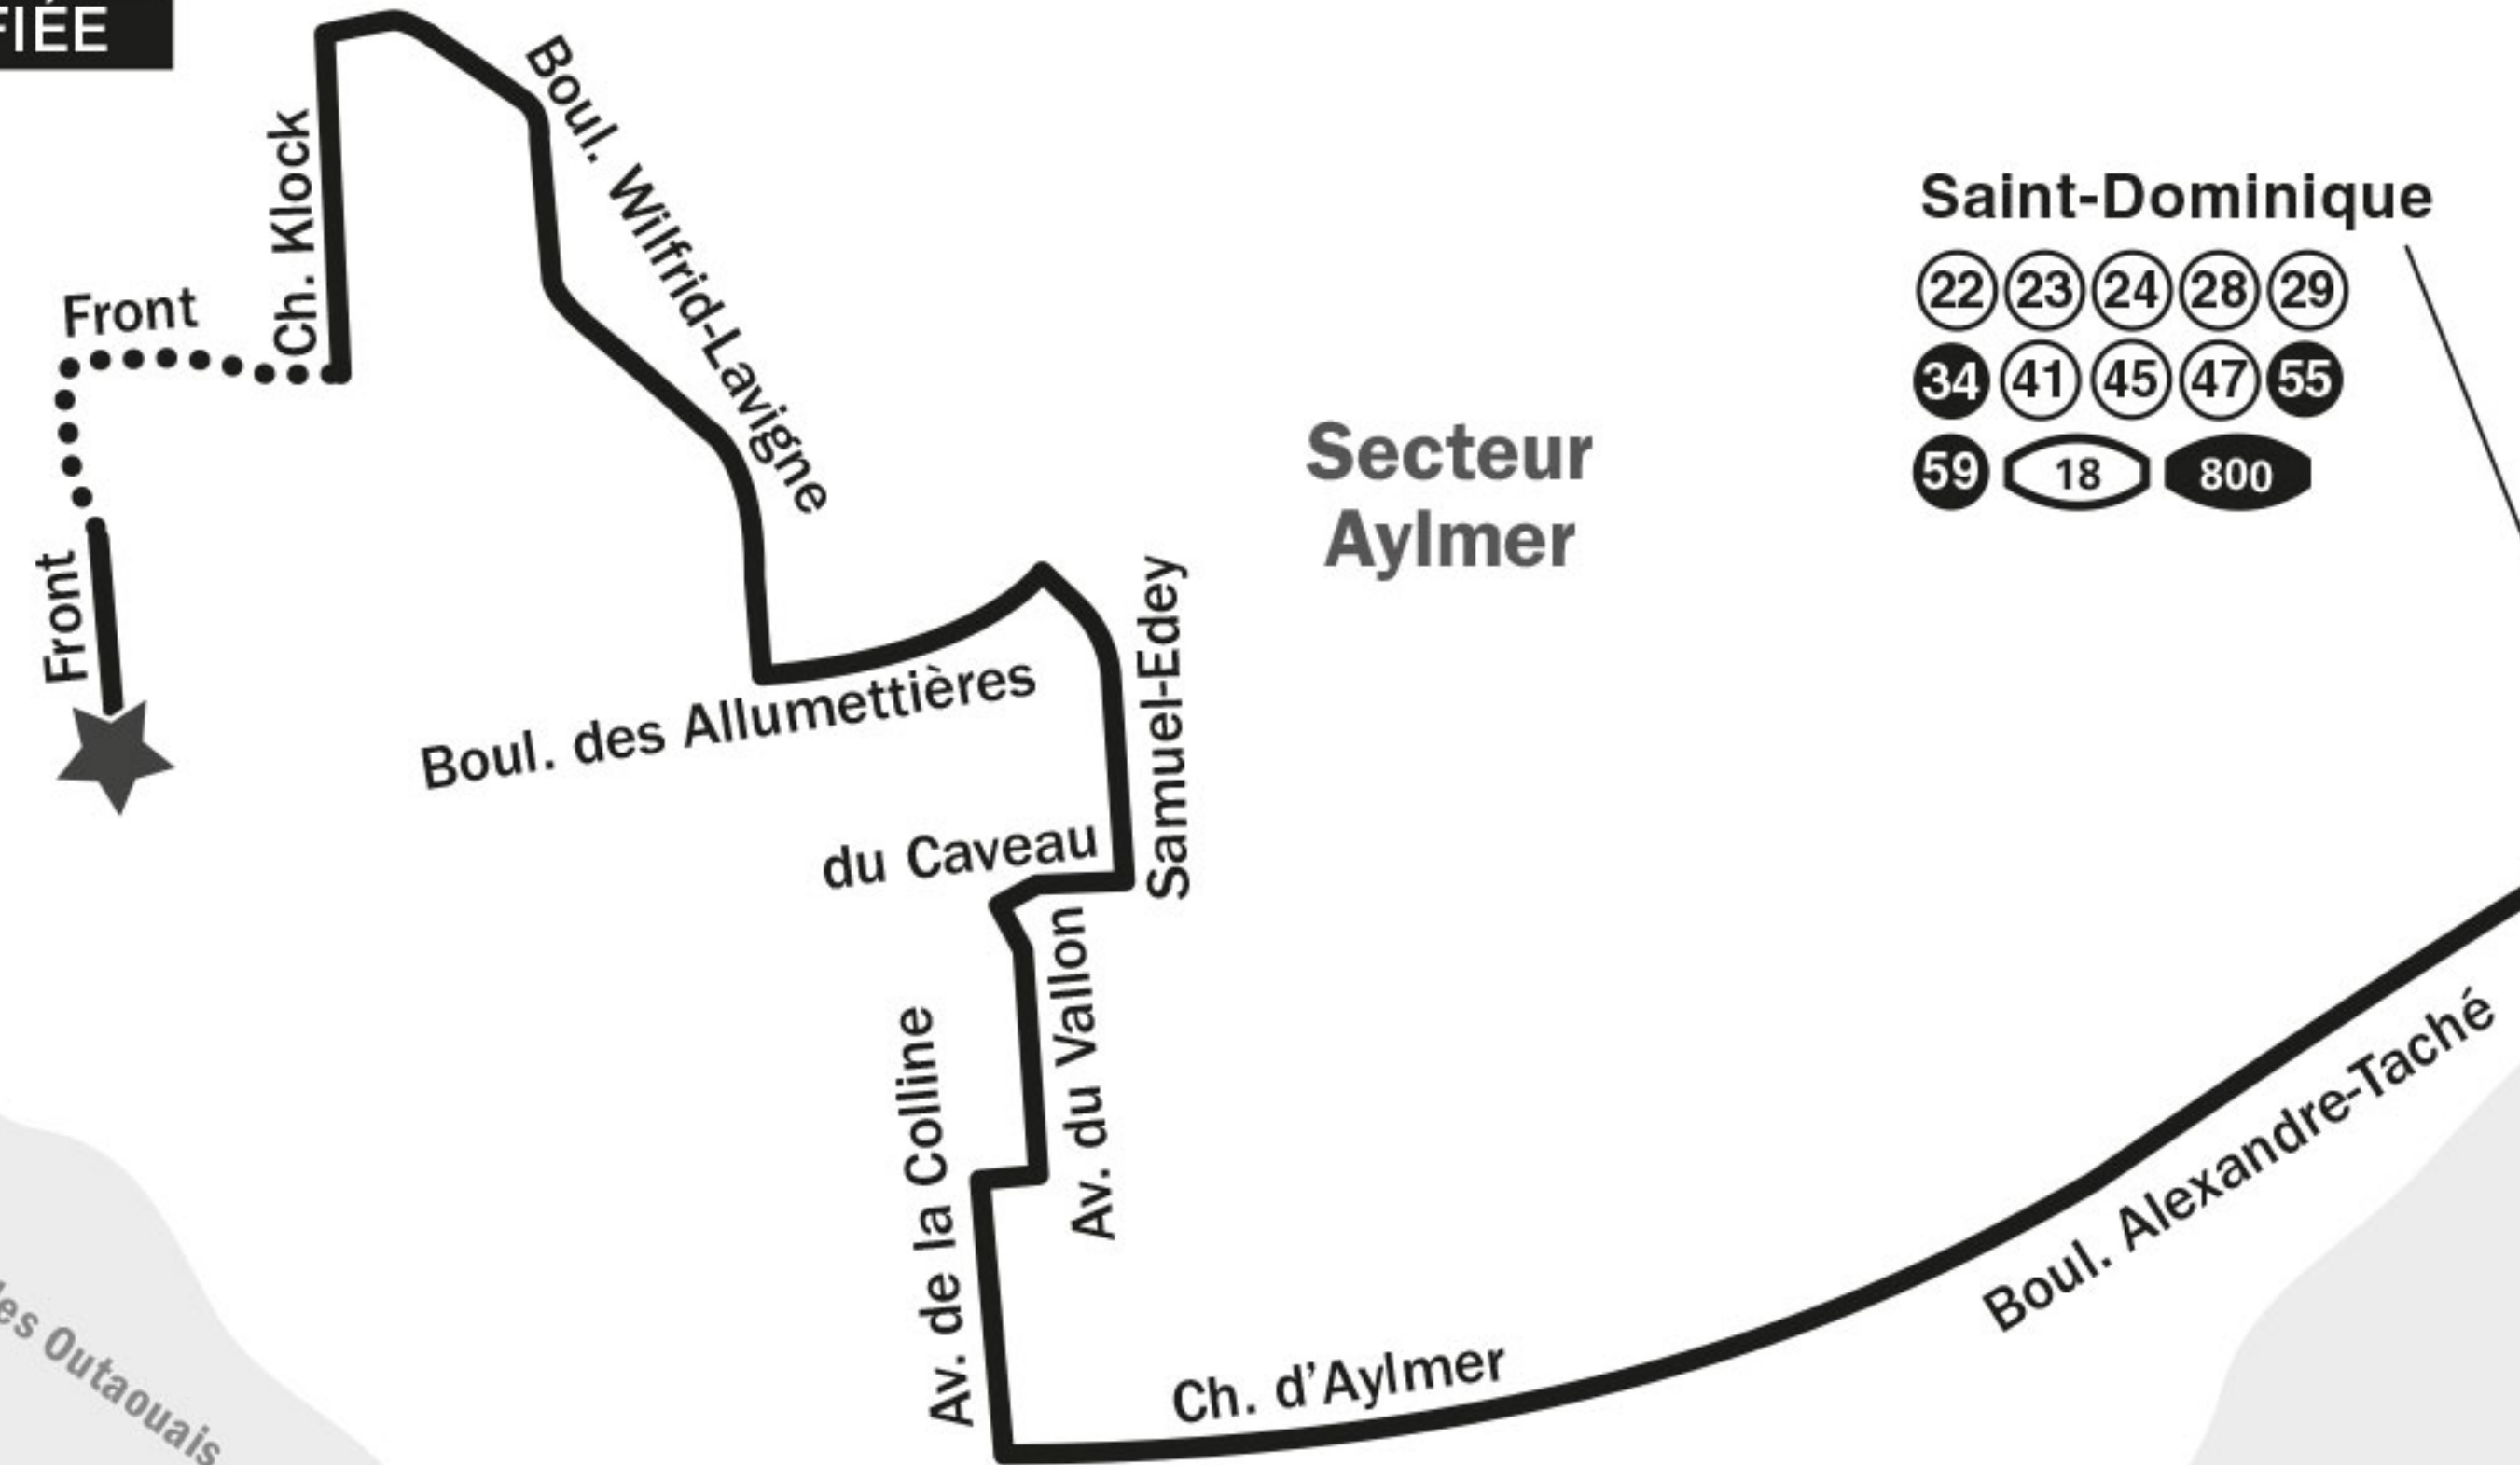 Boul. Wilfrid-Lavigne
Ch. Klock
Front
Front
Saint-Dominique
22 23 24 28 29
34 41 45 47 55
59 18 800
Secteur
Aylmer
Samuel-Edey
Boul. des Allumettières
du Caveau
Av. du Vallon
Av. de la Colline
Boul. Alexandre-Taché
Ch. d'Aylmer
Outaouais